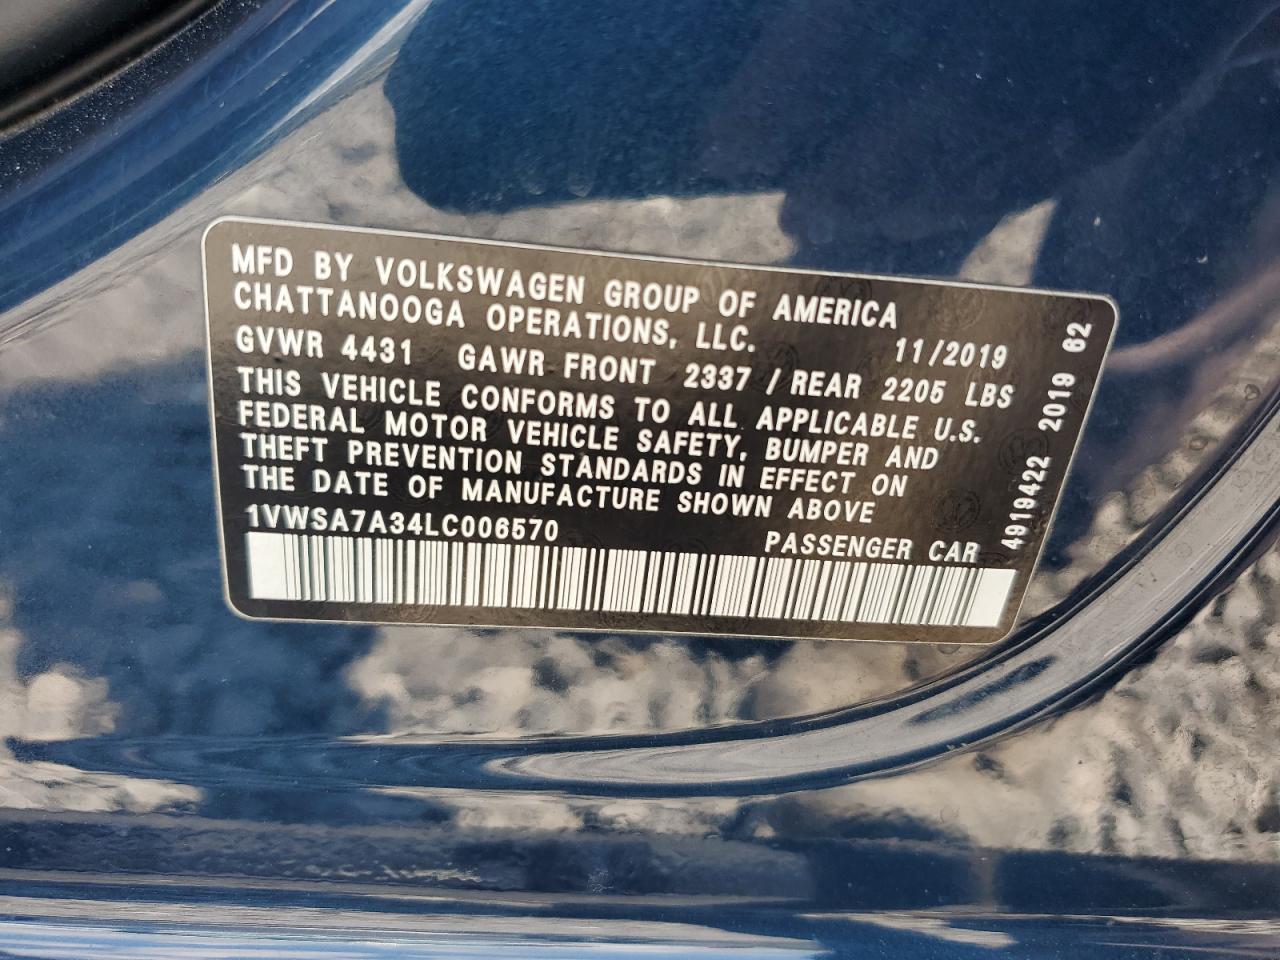 MFD BY VOLKSWAGEN GROUP OF AMERICA
CHATTANOOGA OPERATIONS, LLC. 11/2019
GVWR 4431 GAWR FRONT 2337 / REAR 2205 LBS
THIS VEHICLE CONFORMS TO ALL APPLICABLE U.S.
FEDERAL MOTOR VEHICLE SAFETY, BUMPER AND
THEFT PREVENTION STANDARDS IN EFFECT ON
THE DATE OF MANUFACTURE SHOWN ABOVE
1VWSA7A34LC006570 PASSENGER CAR
4919422 2019 62